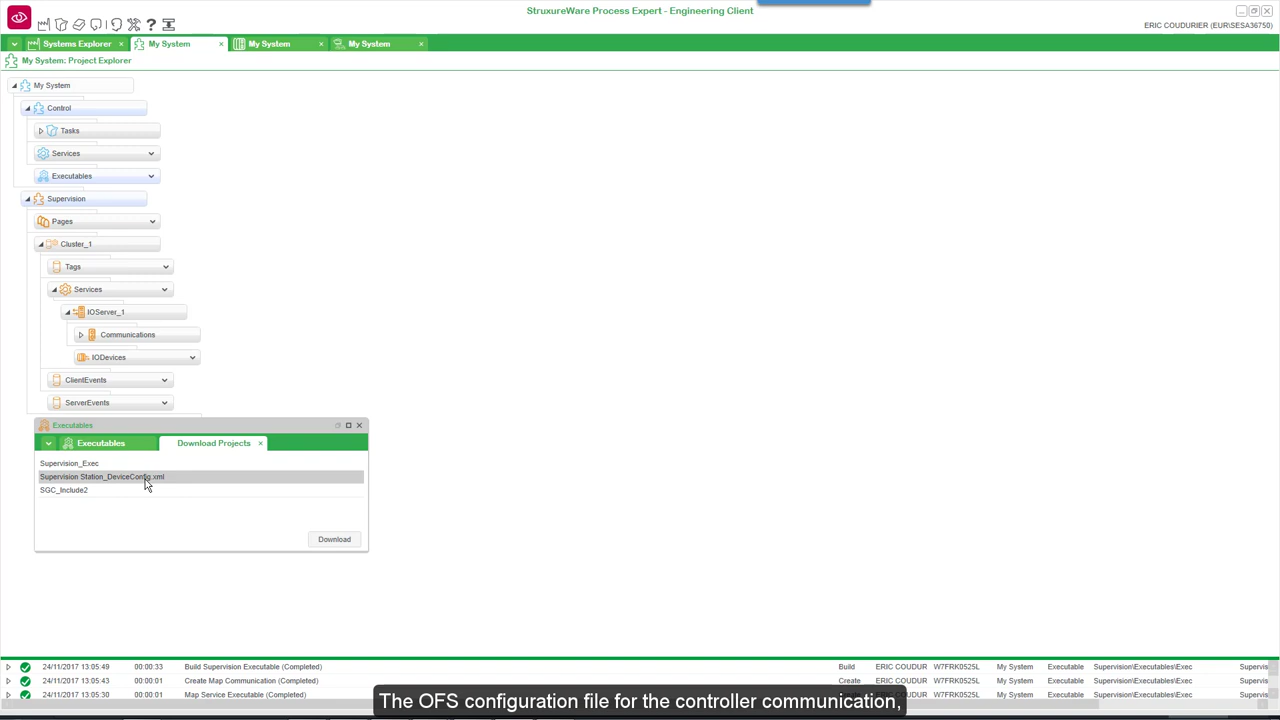 StruxureWare Process Expert - Engineering Client
ERIC COUDURIER (EUR\SESA36750)
Systems Explorer
My System
My System
My System
My System: Project Explorer
My System
Control
Tasks
Services
Executables
Supervision
Pages
Cluster_1
Tags
Services
IOServer_1
Communications
IODevices
ClientEvents
ServerEvents
Executables
Executables
Download Projects
Supervision_Exec
Supervision Station_DeviceConfig.xml
SGC_Include2
Download
24/11/2017 13:05:49 00:00:33 Build Supervision Executable (Completed) Build ERIC COUDUR W7FRK0525L My System Executable Supervision\Executables\Exec Supervis
24/11/2017 13:05:43 00:00:01 Create Map Communication (Completed) Create ERIC COUDUR W7FRK0525L My System Executable Supervision\Executables\Exec Supervis
24/11/2017 13:05:30 00:00:01 Map Service Executable (Completed) ERIC COUDUR W7FRK0525L My System Executable Supervision\Executables\Exec Supervis
The OFS configuration file for the controller communication,